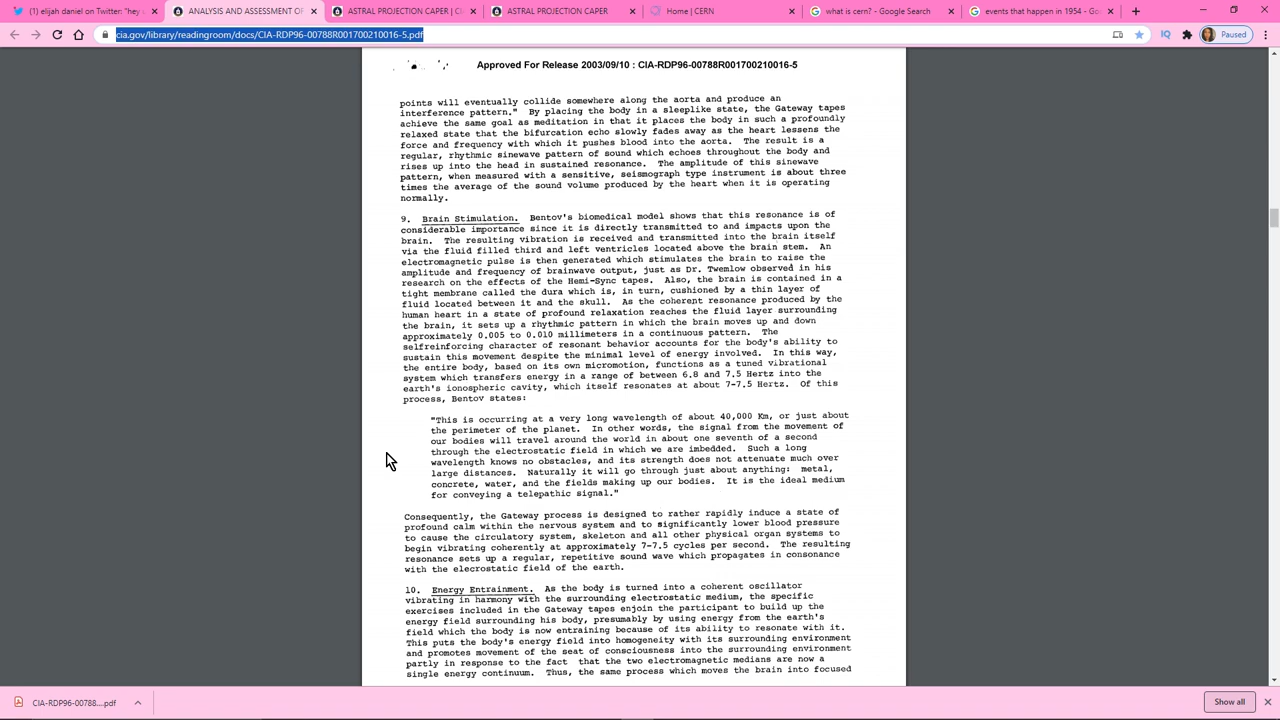 (1) elijah daniel on Twitter: "hey
ANALYSIS AND ASSESSMENT OF
ASTRAL PROJECTION CAPER | C
ASTRAL PROJECTION CAPER
Home | CERN
what is cern? - Google Search
events that happen in 1954 - Go
cia.gov/library/readingroom/docs/CIA-RDP96-00788R001700210016-5.pdf
IQ
Paused
Approved For Release 2003/09/10 : CIA-RDP96-00788R001700210016-5
points will eventually collide somewhere along the aorta and produce an
interference pattern." By placing the body in a sleeplike state, the Gateway tapes
achieve the same goal as meditation in that it places the body in such a profoundly
relaxed state that the bifurcation echo slowly fades away as the heart lessens the
force and frequency with which it pushes blood into the aorta. The result is a
regular, rhythmic sinewave pattern of sound which echoes throughout the body and
rises up into the head in sustained resonance. The amplitude of this sinewave
pattern, when measured with a sensitive, seismograph type instrument is about three
times the average of the sound volume produced by the heart when it is operating
normally.
9. Brain Stimulation. Bentov's biomedical model shows that this resonance is of
considerable importance since it is directly transmitted to and impacts upon the
brain. The resulting vibration is received and transmitted into the brain itself
via the fluid filled third and left ventricles located above the brain stem. An
electromagnetic pulse is then generated which stimulates the brain to raise the
amplitude and frequency of brainwave output, just as Dr. Twemlow observed in his
research on the effects of the Hemi-Sync tapes. Also, the brain is contained in a
tight membrane called the dura which is, in turn, cushioned by a thin layer of
fluid located between it and the skull. As the coherent resonance produced by the
human heart in a state of profound relaxation reaches the fluid layer surrounding
the brain, it sets up a rhythmic pattern in which the brain moves up and down
approximately 0.005 to 0.010 millimeters in a continuous pattern. The
selfreinforcing character of resonant behavior accounts for the body's ability to
sustain this movement despite the minimal level of energy involved. In this way,
the entire body, based on its own micromotion, functions as a tuned vibrational
system which transfers energy in a range of between 6.8 and 7.5 Hertz into the
earth's ionospheric cavity, which itself resonates at about 7-7.5 Hertz. Of this
process, Bentov states:
"This is occurring at a very long wavelength of about 40,000 Km, or just about
the perimeter of the planet. In other words, the signal from the movement of
our bodies will travel around the world in about one seventh of a second
through the electrostatic field in which we are imbedded. Such a long
wavelength knows no obstacles, and its strength does not attenuate much over
large distances. Naturally it will go through just about anything: metal,
concrete, water, and the fields making up our bodies. It is the ideal medium
for conveying a telepathic signal."
Consequently, the Gateway process is designed to rather rapidly induce a state of
profound calm within the nervous system and to significantly lower blood pressure
to cause the circulatory system, skeleton and all other physical organ systems to
begin vibrating coherently at approximately 7-7.5 cycles per second. The resulting
resonance sets up a regular, repetitive sound wave which propagates in consonance
with the elecrostatic field of the earth.
10. Energy Entrainment. As the body is turned into a coherent oscillator
vibrating in harmony with the surrounding electrostatic medium, the specific
exercises included in the Gateway tapes enjoin the participant to build up the
energy field surrounding his body, presumably by using energy from the earth's
field which the body is now entraining because of its ability to resonate with it.
This puts the body's energy field into homogeneity with its surrounding environment
and promotes movement of the seat of consciousness into the surrounding environment
partly in response to the fact that the two electromagnetic medians are now a
single energy continuum. Thus, the same process which moves the brain into focused
CIA-RDP96-00788....pdf
Show all